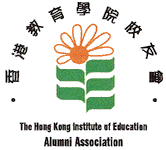 香港教育學院校友會
The Hong Kong Institute of Education
Alumni Association